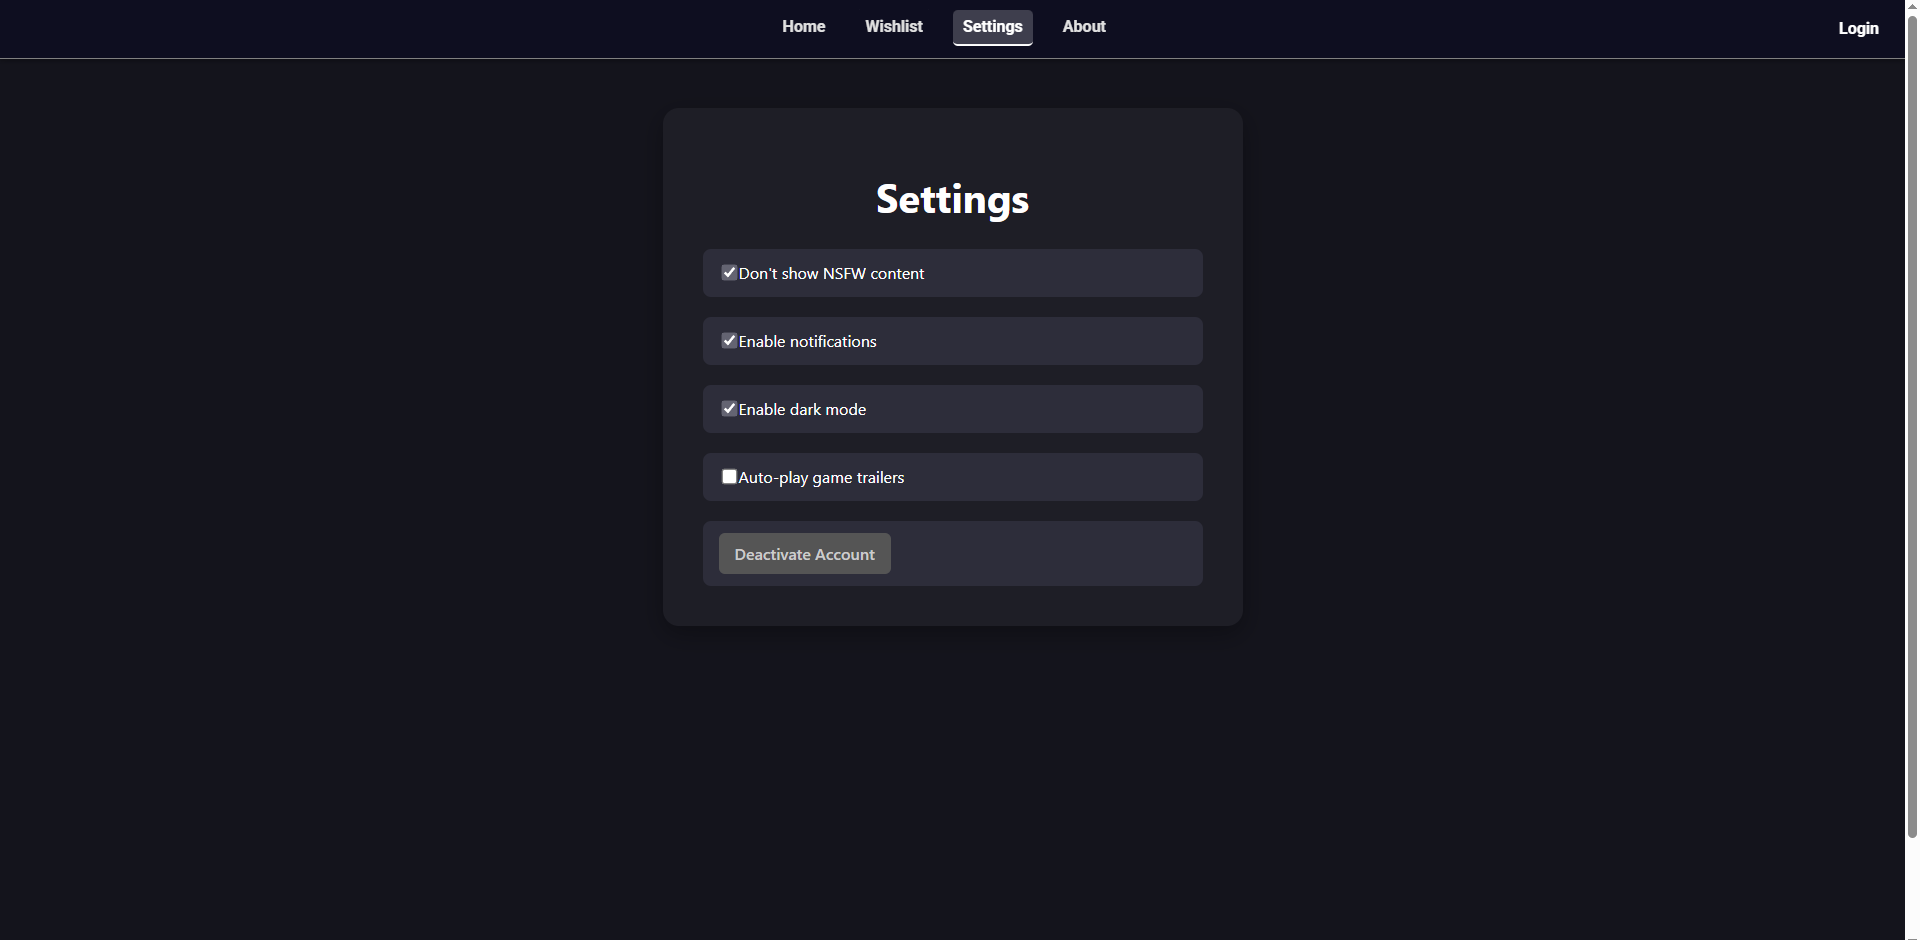 Home Wishlist Settings About Login
Settings
Don't show NSFW content
Enable notifications
Enable dark mode
Auto-play game trailers
Deactivate Account